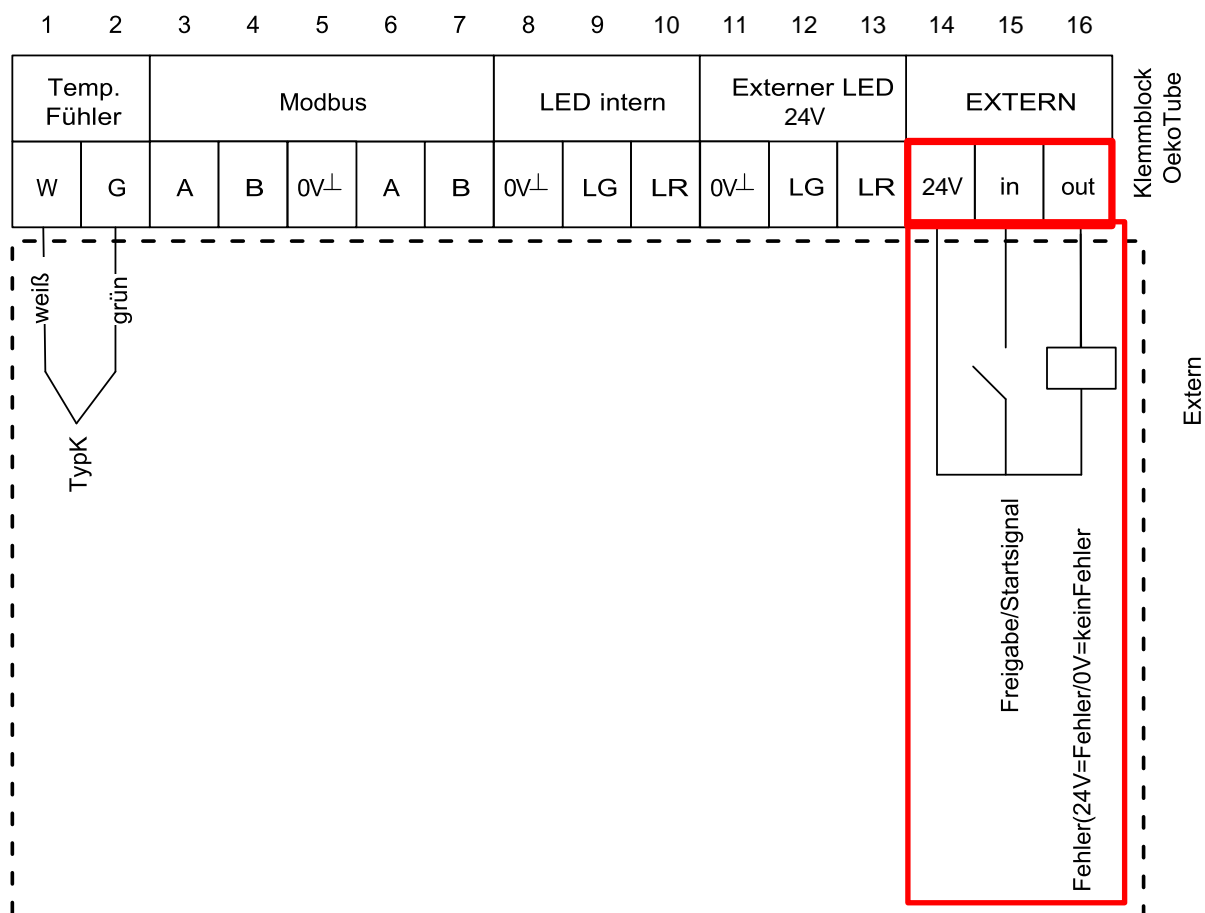 1 2 3 4 5 6 7 8 9 10 11 12 13 14 15 16
Temp.
Fühler
Modbus
LED intern
Externer LED
24V
EXTERN
Klemmblock
OekoTube
W G A B 0V⊥ A B 0V⊥ LG LR 0V⊥ LG LR 24V in out
weiß
grün
TypK
Extern
Freigabe/Startsignal
Fehler(24V=Fehler/0V=keinFehler